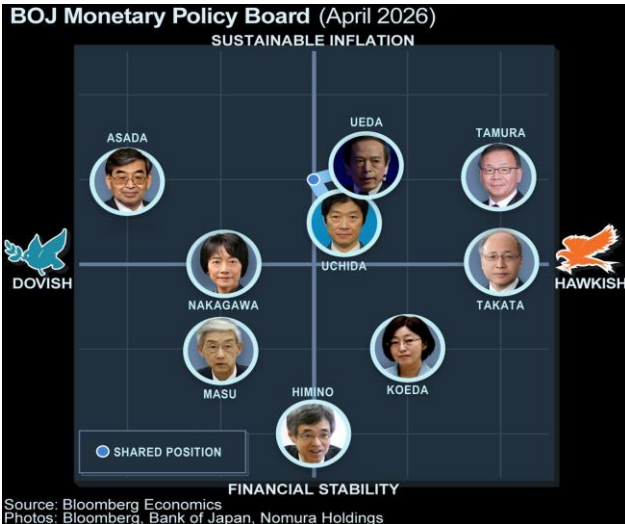 BOJ Monetary Policy Board (April 2026)
SUSTAINABLE INFLATION
UEDA
TAMURA
ASADA
DOVISH
HAWKISH
UCHIDA
NAKAGAWA
TAKATA
MASU
HIMINO
KOEDA
SHARED POSITION
FINANCIAL STABILITY
Source: Bloomberg Economics
Photos: Bloomberg, Bank of Japan, Nomura Holdings